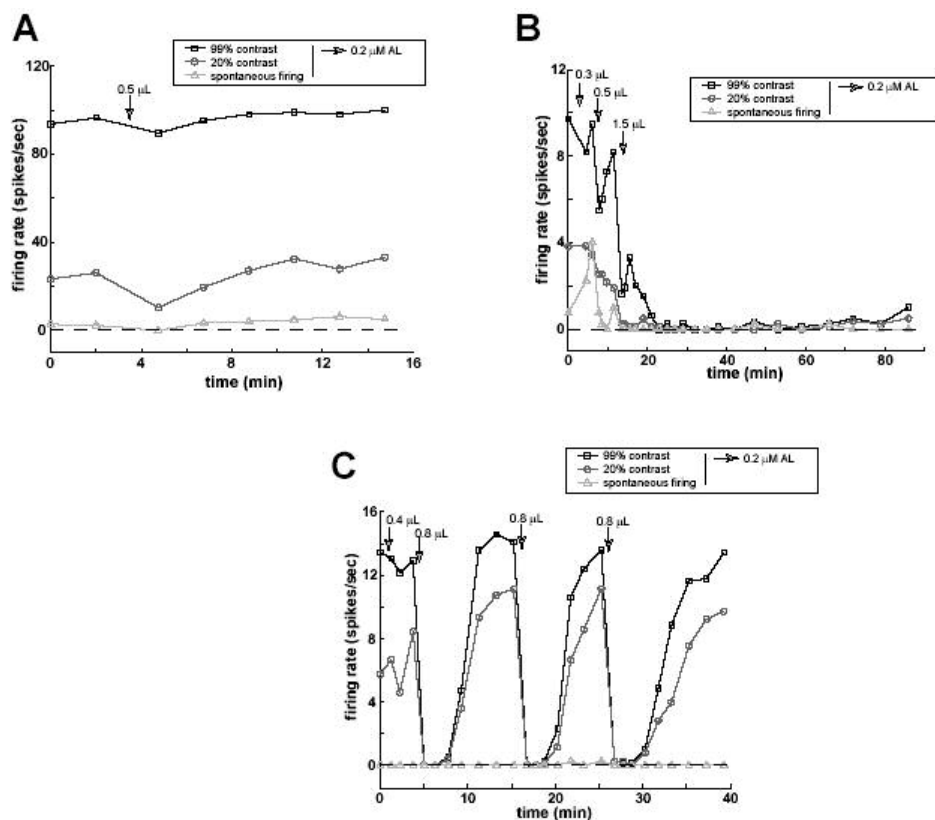 A
99% contrast
20% contrast
spontaneous firing
0.2 μM AL
0.5 μL
firing rate (spikes/sec)
120
80
40
0
0 4 8 12 16
time (min)
B
99% contrast
20% contrast
spontaneous firing
0.2 μM AL
0.3 μL
0.5 μL
1.5 μL
firing rate (spikes/sec)
12
8
4
0
0 20 40 60 80
time (min)
C
99% contrast
20% contrast
spontaneous firing
0.2 μM AL
0.4 μL
0.8 μL
0.8 μL
0.8 μL
firing rate (spikes/sec)
16
12
8
4
0
0 10 20 30 40
time (min)